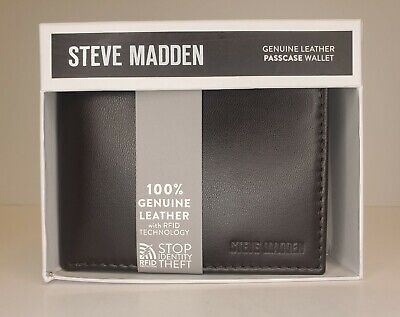 STEVE MADDEN
GENUINE LEATHER
PASSCASE WALLET
100%
GENUINE
LEATHER
with RFID
TECHNOLOGY
RFID
STOP
IDENTITY
THEFT
STEVE MADDEN